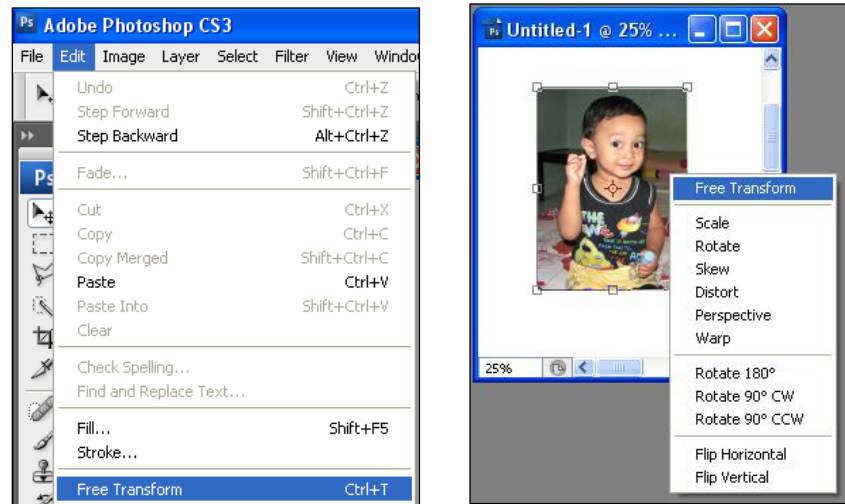 Ps Adobe Photoshop CS3
File Edit Image Layer Select Filter View
Undo Ctrl+Z
Step Forward Shift+Ctrl+Z
Step Backward Alt+Ctrl+Z
Fade... Shift+Ctrl+F
Ps
Cut Ctrl+X
Copy Ctrl+C
Copy Merged Shift+Ctrl+C
Paste Ctrl+V
Paste Into Shift+Ctrl+V
Clear
Check Spelling...
Find and Replace Text...
Fill... Shift+F5
Stroke...
Free Transform Ctrl+T
Untitled-1 @ 25% ...
THE
25%
Free Transform
Scale
Rotate
Skew
Distort
Perspective
Warp
Rotate 180°
Rotate 90° CW
Rotate 90° CCW
Flip Horizontal
Flip Vertical